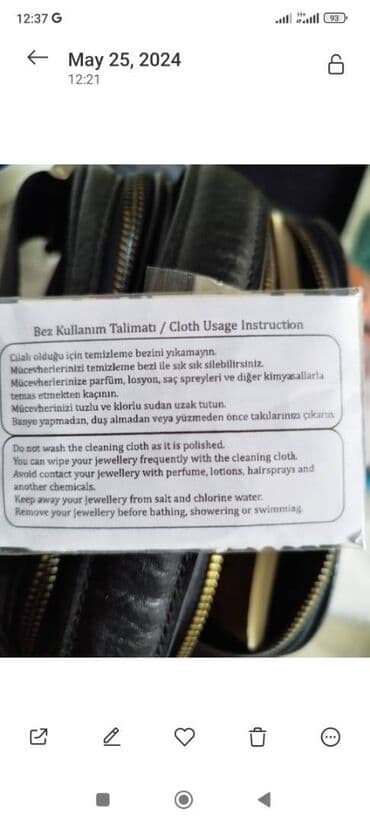 12:37 G
H+
93
May 25, 2024
12:21
Bez Kullanım Talimatı / Cloth Usage Instruction
Cilalı olduğu için temizleme bezini yıkamayın.
Mücevherlerinizi temizleme bezi ile sık sık silebilirsiniz.
Mücevherlerinize parfüm, losyon, saç spreyleri ve diğer kimyasallarla
temas etmekten kaçının.
Mücevherinizi tuzlu ve klorlu sudan uzak tutun.
Banyo yapmadan, duş almadan veya yüzmeden önce takılarınızı çıkarın.
Do not wash the cleaning cloth as it is polished.
You can wipe your jewellery frequently with the cleaning cloth.
Avoid contact your jewellery with perfume, lotions, hairsprays and
another chemicals.
Keep away your jewellery from salt and chlorine water.
Remove your jewellery before bathing, showering or swimming.